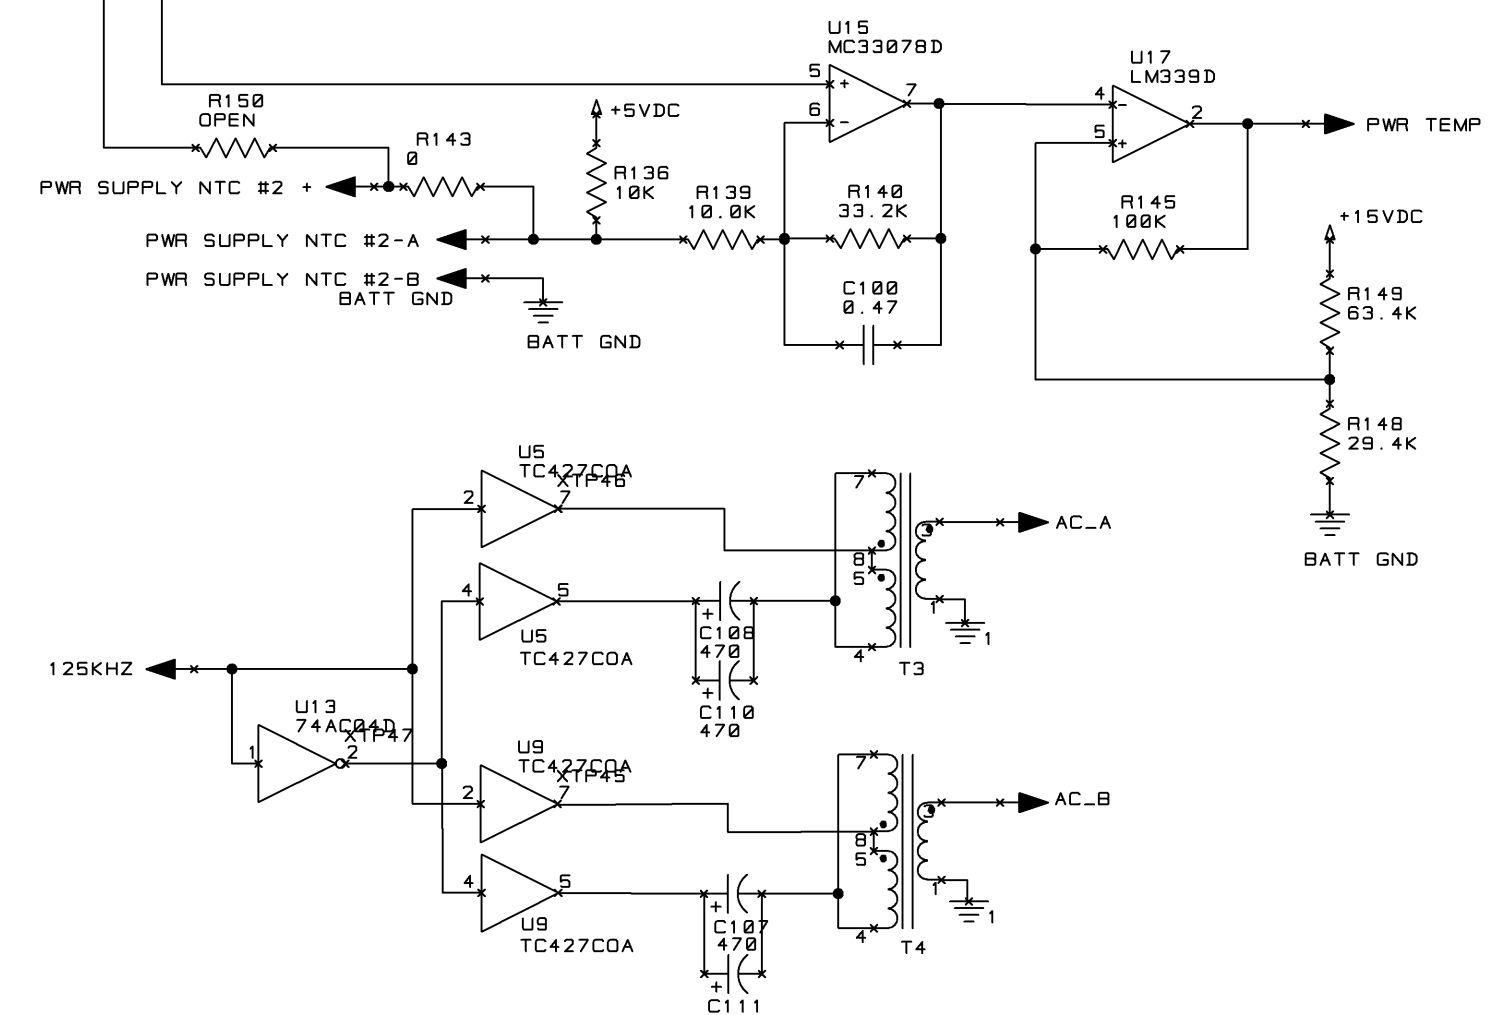 U15
MC33078D
5
+
6
-
7
U17
LM339D
4
-
5
+
2
PWR TEMP
R150
OPEN
R143
0
+5VDC
R136
10K
PWR SUPPLY NTC #2 +
PWR SUPPLY NTC #2-A
PWR SUPPLY NTC #2-B
BATT GND
BATT GND
R139
10.0K
R140
33.2K
C100
0.47
R145
100K
+15VDC
R149
63.4K
R148
29.4K
BATT GND
U5
TC427COA
XTP46
2
7
4
5
U5
TC427COA
+
C108
470
+
C110
470
7
8
5
4
T3
3
1
AC_A
1
125KHZ
U13
74AC04D
XTP47
1
2
U9
TC427COA
XTP45
2
7
4
5
U9
TC427COA
+
C107
470
+
C111
7
8
5
4
T4
3
1
AC_B
1